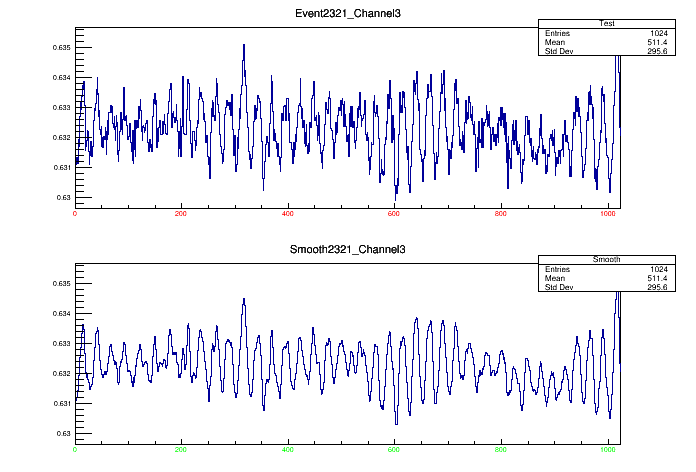 Event2321_Channel3
Test
Entries 1024
Mean 511.4
Std Dev 295.6
0.635
0.634
0.633
0.632
0.631
0.63
0 200 400 600 800 1000
Smooth2321_Channel3
Smooth
Entries 1024
Mean 511.4
Std Dev 295.6
0.635
0.634
0.633
0.632
0.631
0.63
0 200 400 600 800 1000